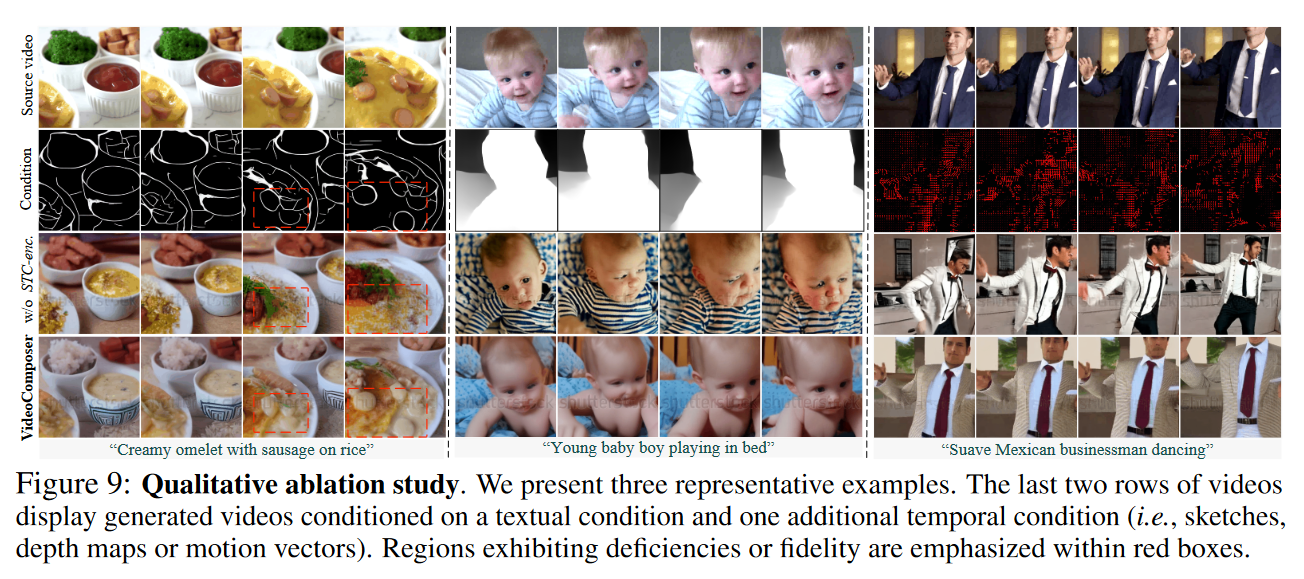 Source video
Condition
w/o STC-enc.
VideoComposer
shutterstock shutterstock
"Creamy omelet with sausage on rice"
"Young baby boy playing in bed"
"Suave Mexican businessman dancing"
Figure 9: Qualitative ablation study. We present three representative examples. The last two rows of videos
display generated videos conditioned on a textual condition and one additional temporal condition (i.e., sketches,
depth maps or motion vectors). Regions exhibiting deficiencies or fidelity are emphasized within red boxes.